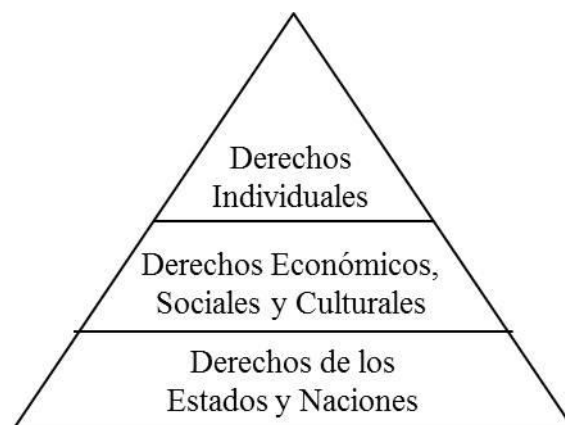 Derechos
Individuales
Derechos Económicos,
Sociales y Culturales
Derechos de los
Estados y Naciones